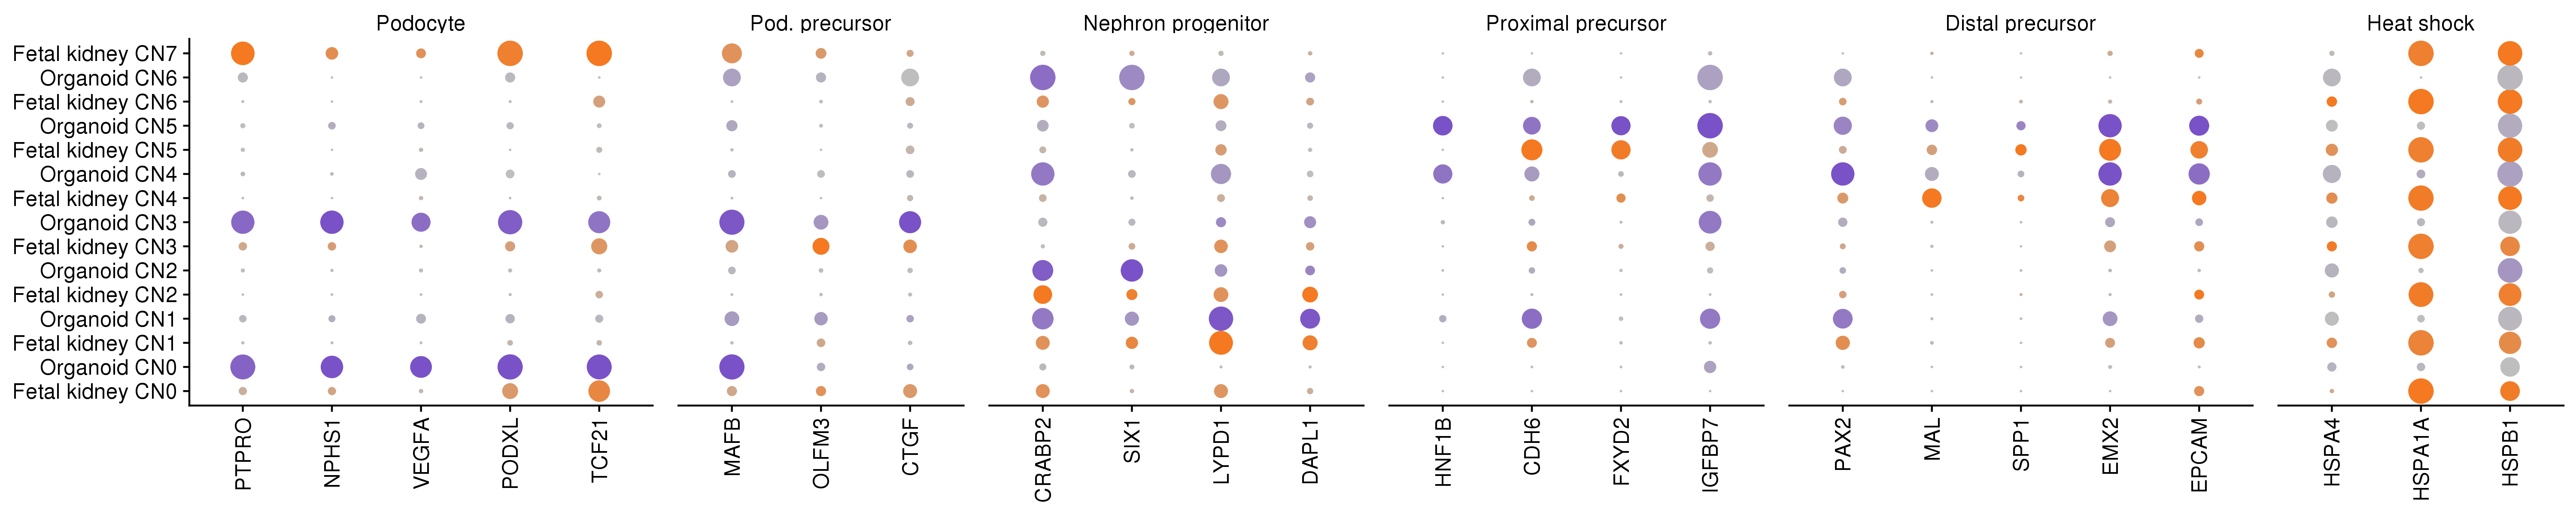 Podocyte
Pod. precursor
Nephron progenitor
Proximal precursor
Distal precursor
Heat shock
Fetal kidney CN7
Organoid CN6
Fetal kidney CN6
Organoid CN5
Fetal kidney CN5
Organoid CN4
Fetal kidney CN4
Organoid CN3
Fetal kidney CN3
Organoid CN2
Fetal kidney CN2
Organoid CN1
Fetal kidney CN1
Organoid CN0
Fetal kidney CN0
PTPRO
NPHS1
VEGFA
PODXL
TCF21
MAFB
OLFM3
CTGF
CRABP2
SIX1
LYPD1
DAPL1
HNF1B
CDH6
FXYD2
IGFBP7
PAX2
MAL
SPP1
EMX2
EPCAM
HSPA4
HSPA1A
HSPB1